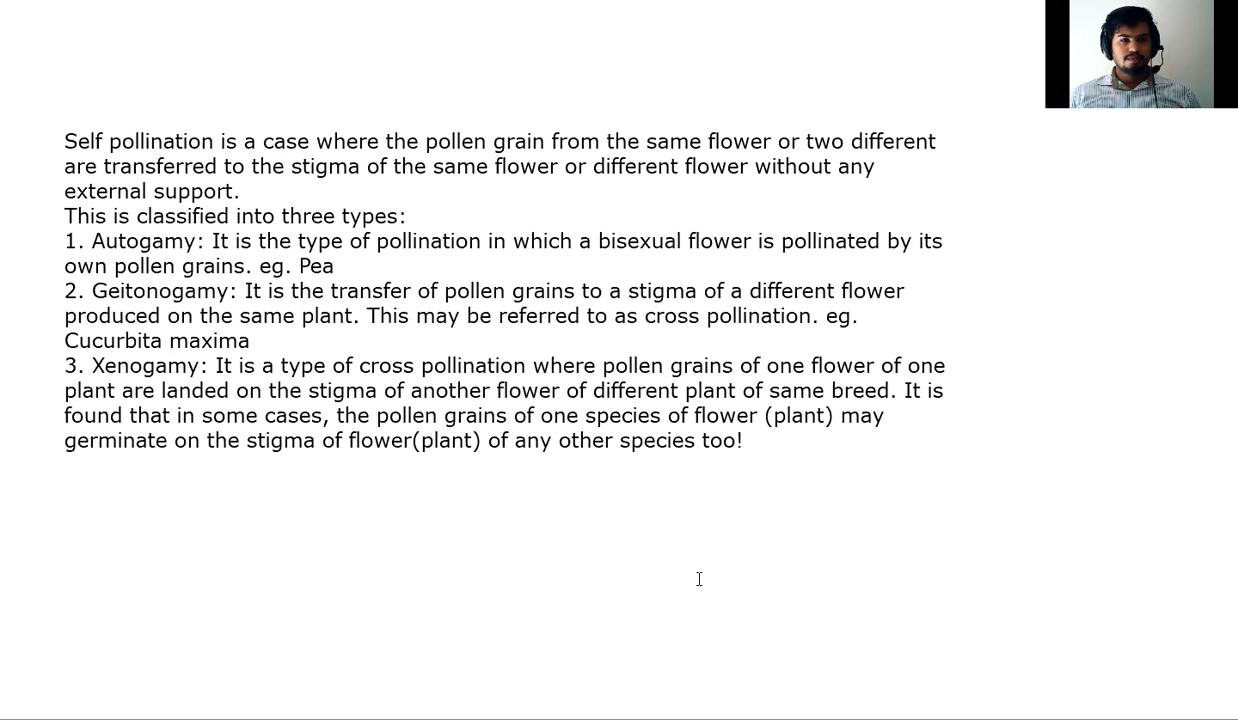 Self pollination is a case where the pollen grain from the same flower or two different
are transferred to the stigma of the same flower or different flower without any
external support.
This is classified into three types:
1. Autogamy: It is the type of pollination in which a bisexual flower is pollinated by its
own pollen grains. eg. Pea
2. Geitonogamy: It is the transfer of pollen grains to a stigma of a different flower
produced on the same plant. This may be referred to as cross pollination. eg.
Cucurbita maxima
3. Xenogamy: It is a type of cross pollination where pollen grains of one flower of one
plant are landed on the stigma of another flower of different plant of same breed. It is
found that in some cases, the pollen grains of one species of flower (plant) may
germinate on the stigma of flower(plant) of any other species too!